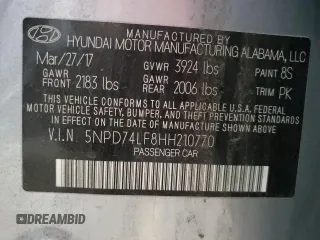 MANUFACTURED BY
HYUNDAI MOTOR MANUFACTURING ALABAMA, LLC
Mar/27/17 GVWR 3924 lbs PAINT 8S
GAWR FRONT 2183 lbs GAWR REAR 2006 lbs TRIM PK
THIS VEHICLE CONFORMS TO ALL APPLICABLE FEDERAL
MOTOR VEHICLE SAFETY, BUMPER, AND THEFT PREVENTION
STANDARDS IN EFFECT ON THE DATE OF MANUFACTURE SHOWN ABOVE.
V.I.N. 5NPD74LF8HH210770
PASSENGER CAR
DREAMBID